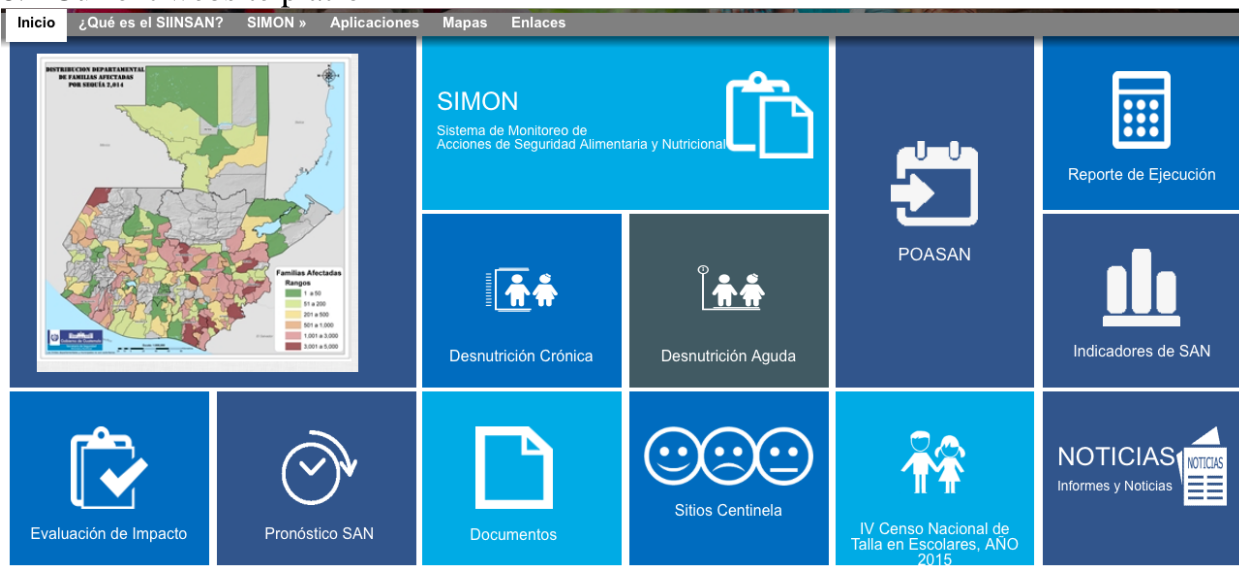 Inicio ¿Qué es el SIINSAN? SIMON » Aplicaciones Mapas Enlaces
DISTRIBUCION DEPARTAMENTAL
DE FAMILIAS AFECTADAS
POR SEQUÍA 2,014
Familias Afectadas
Rangos
1 a 50
51 a 200
201 a 500
501 a 1,000
1,001 a 3,000
3,001 a 5,000
SIMON
Sistema de Monitoreo de
Acciones de Seguridad Alimentaria y Nutricional
POASAN
Reporte de Ejecución
Desnutrición Crónica
Desnutrición Aguda
Indicadores de SAN
Evaluación de Impacto
Pronóstico SAN
Documentos
Sitios Centinela
IV Censo Nacional de
Talla en Escolares, AÑO
2015
NOTICIAS
Informes y Noticias
NOTICIAS